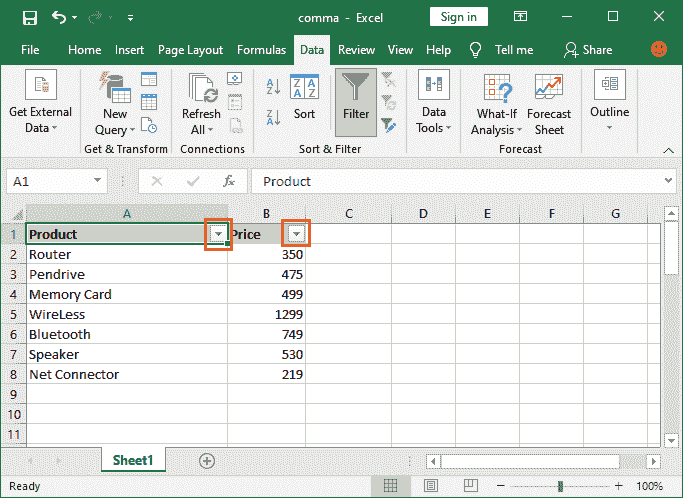 comma - Excel
Sign in
File Home Insert Page Layout Formulas Data Review View Help Tell me Share
Get External Data
New Query
Refresh All
A Z
Z A
Z A A Z
Sort
Filter
Data Tools
What-If Analysis
Forecast Sheet
Outline
Get & Transform Connections Sort & Filter Forecast
A1 fx Product
A B C D E F G
1 Product Price
2 Router 350
3 Pendrive 475
4 Memory Card 499
5 WireLess 1299
6 Bluetooth 749
7 Speaker 530
8 Net Connector 219
9
10
11
Sheet1
Ready 100%